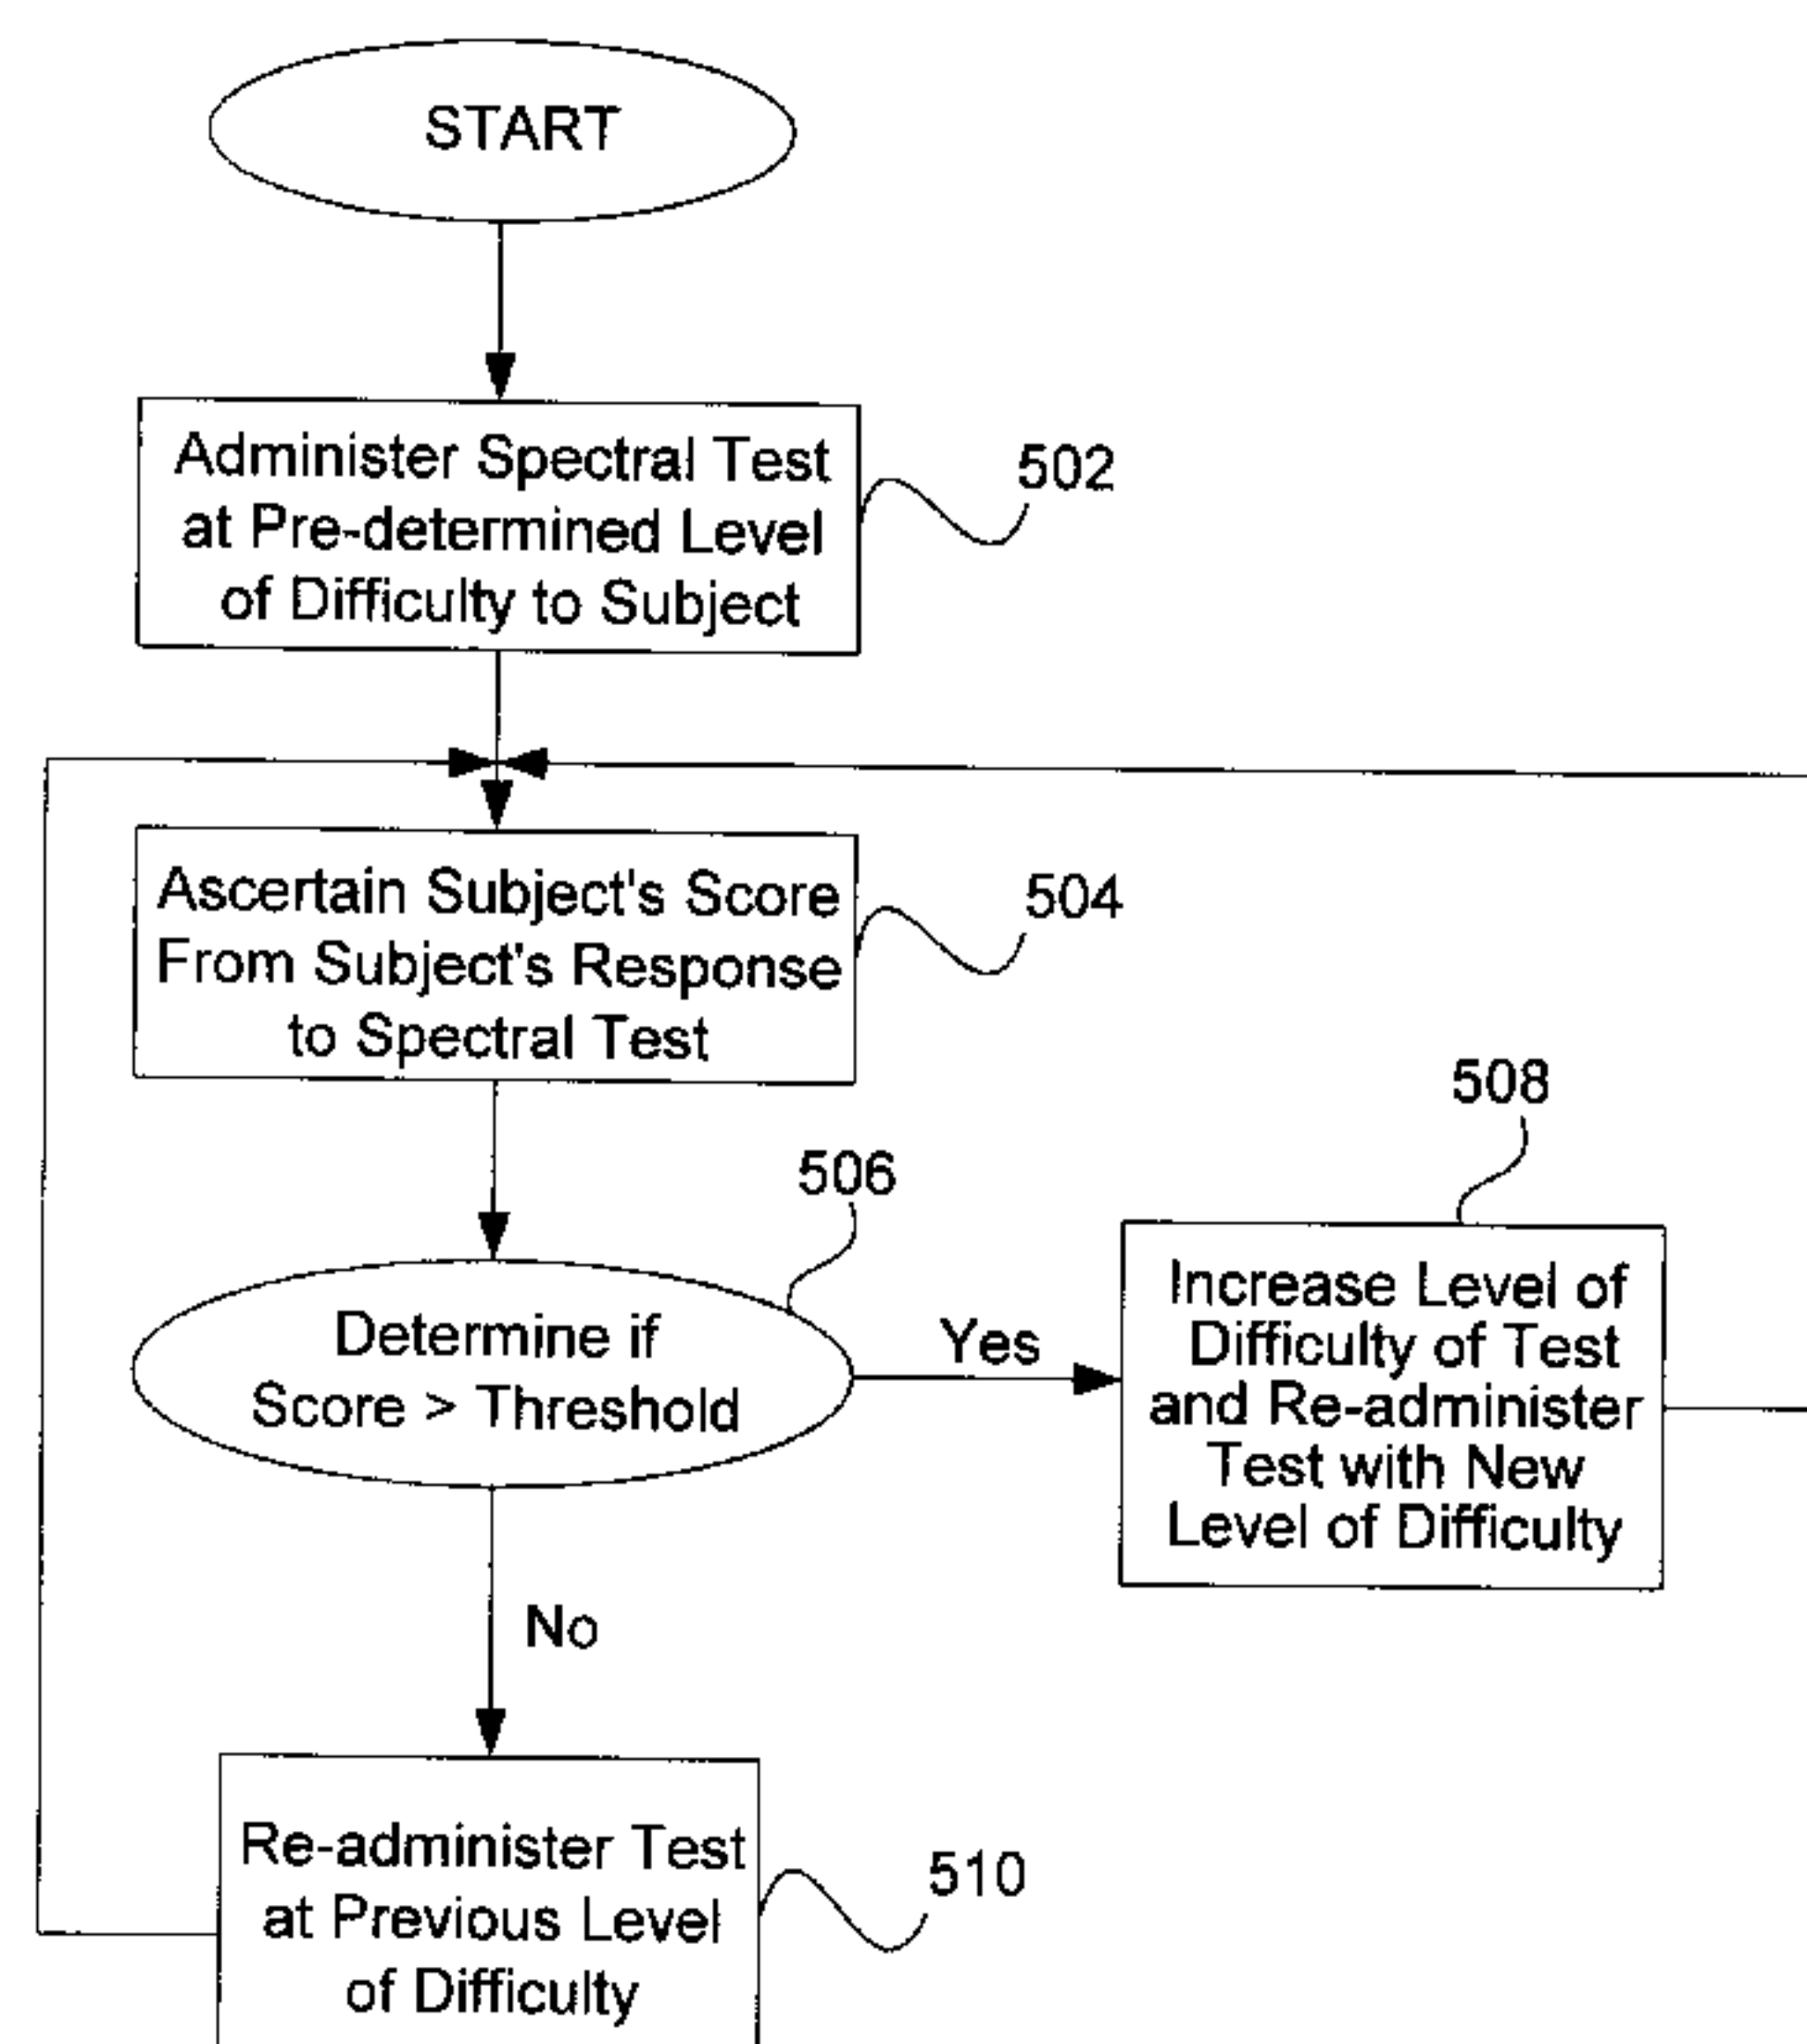 START
Administer Spectral Test
at Pre-determined Level
of Difficulty to Subject
502
Ascertain Subject's Score
From Subject's Response
to Spectral Test
504
506
Determine if
Score > Threshold
Yes
508
Increase Level of
Difficulty of Test
and Re-administer
Test with New
Level of Difficulty
No
Re-administer Test
at Previous Level
of Difficulty
510